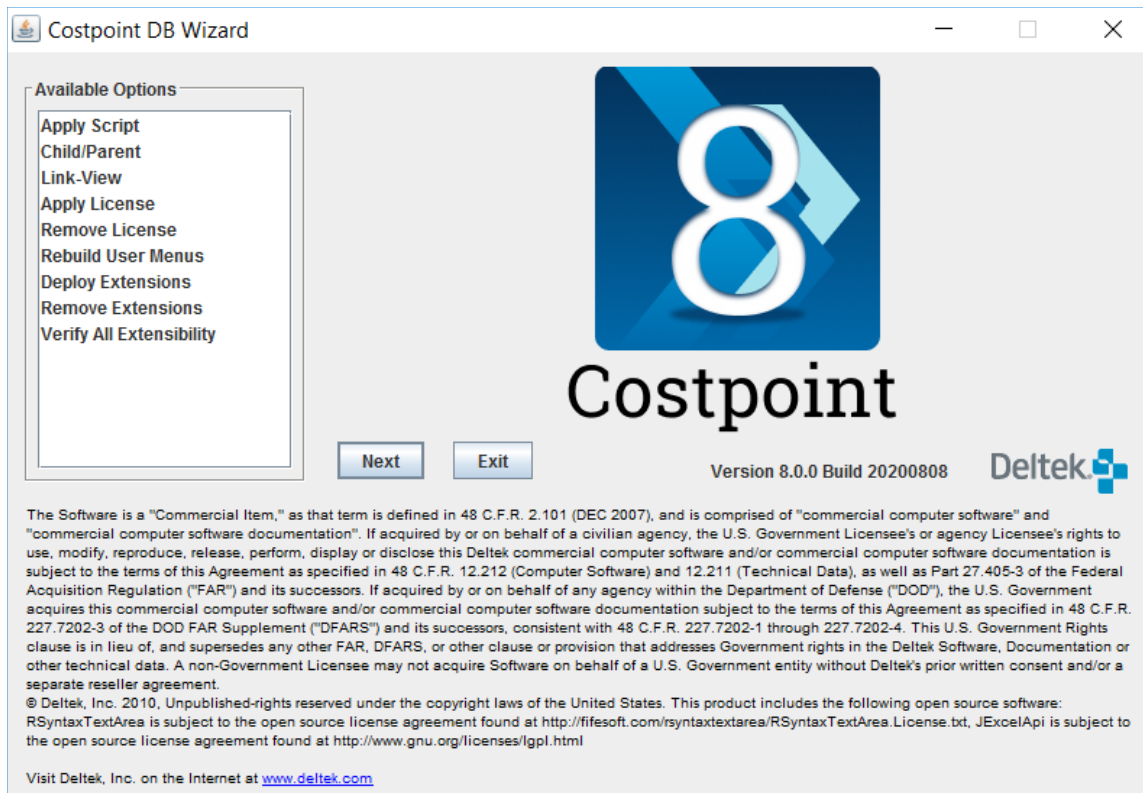 Costpoint DB Wizard
Available Options
Apply Script
Child/Parent
Link-View
Apply License
Remove License
Rebuild User Menus
Deploy Extensions
Remove Extensions
Verify All Extensibility
8
Costpoint
Next
Exit
Version 8.0.0 Build 20200808
Deltek.
The Software is a "Commercial Item," as that term is defined in 48 C.F.R. 2.101 (DEC 2007), and is comprised of "commercial computer software" and
"commercial computer software documentation". If acquired by or on behalf of a civilian agency, the U.S. Government Licensee's or agency Licensee's rights to
use, modify, reproduce, release, perform, display or disclose this Deltek commercial computer software and/or commercial computer software documentation is
subject to the terms of this Agreement as specified in 48 C.F.R. 12.212 (Computer Software) and 12.211 (Technical Data), as well as Part 27.405-3 of the Federal
Acquisition Regulation ("FAR") and its successors. If acquired by or on behalf of any agency within the Department of Defense ("DOD"), the U.S. Government
acquires this commercial computer software and/or commercial computer software documentation subject to the terms of this Agreement as specified in 48 C.F.R.
227.7202-3 of the DOD FAR Supplement ("DFARS") and its successors, consistent with 48 C.F.R. 227.7202-1 through 227.7202-4. This U.S. Government Rights
clause is in lieu of, and supersedes any other FAR, DFARS, or other clause or provision that addresses Government rights in the Deltek Software, Documentation or
other technical data. A non-Government Licensee may not acquire Software on behalf of a U.S. Government entity without Deltek's prior written consent and/or a
separate reseller agreement.
© Deltek, Inc. 2010, Unpublished-rights reserved under the copyright laws of the United States. This product includes the following open source software:
RSyntaxTextArea is subject to the open source license agreement found at http://fifesoft.com/rsyntaxtextarea/RSyntaxTextArea.License.txt, JExcelApi is subject to
the open source license agreement found at http://www.gnu.org/licenses/lgpl.html
Visit Deltek, Inc. on the Internet at www.deltek.com